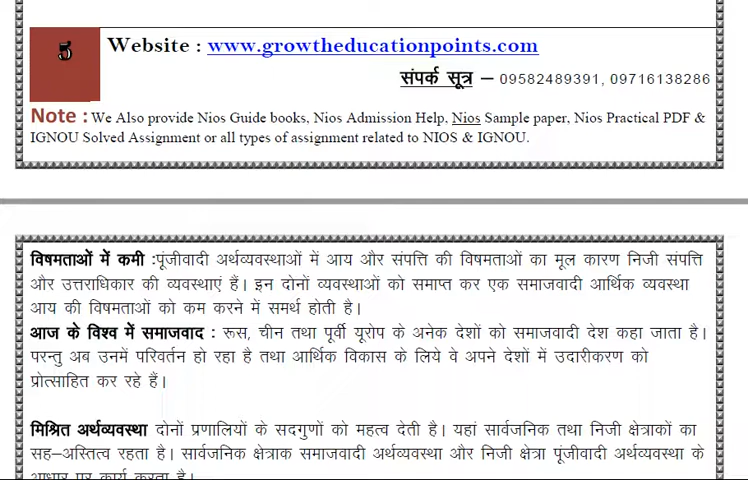 5
Website : www.growtheducationpoints.com
संपर्क सूत्र – 09582489391, 09716138286
Note : We Also provide Nios Guide books, Nios Admission Help, Nios Sample paper, Nios Practical PDF &
IGNOU Solved Assignment or all types of assignment related to NIOS & IGNOU.
विषमताओं में कमी :पूंजीवादी अर्थव्यवस्थाओं में आय और संपत्ति की विषमताओं का मूल कारण निजी संपत्ति
और उत्तराधिकार की व्यवस्थाएं हैं। इन दोनों व्यवस्थाओं को समाप्त कर एक समाजवादी आर्थिक व्यवस्था
आय की विषमताओं को कम करने में समर्थ होती है।
आज के विश्व में समाजवाद : रूस, चीन तथा पूर्वी यूरोप के अनेक देशों को समाजवादी देश कहा जाता है।
परन्तु अब उनमें परिवर्तन हो रहा है तथा आर्थिक विकास के लिये वे अपने देशों में उदारीकरण को
प्रोत्साहित कर रहे हैं।
मिश्रित अर्थव्यवस्था दोनों प्रणालियों के सदगुणों को महत्व देती है। यहां सार्वजनिक तथा निजी क्षेत्राकों का
सह–अस्तित्व रहता है। सार्वजनिक क्षेत्राक समाजवादी अर्थव्यवस्था और निजी क्षेत्रा पूंजीवादी अर्थव्यवस्था के
आधार पर कार्य करता है।